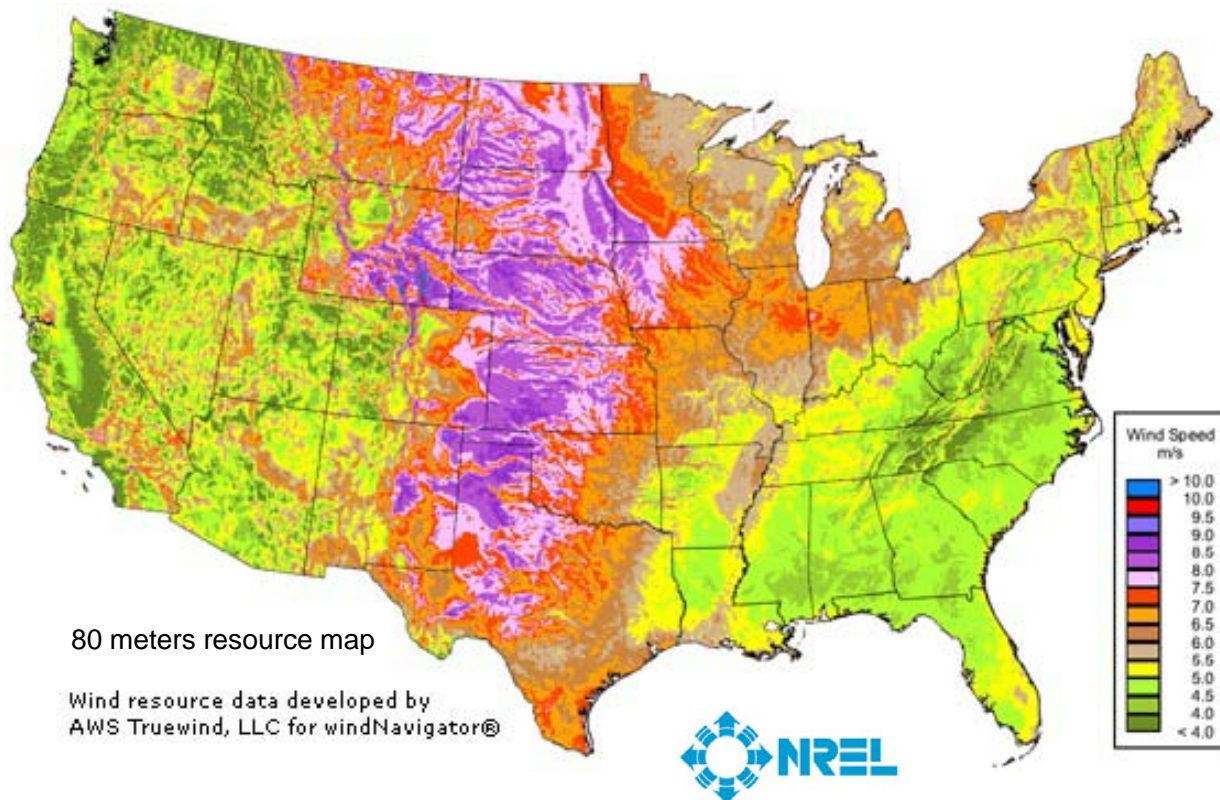 80 meters resource map
Wind resource data developed by
AWS Truewind, LLC for windNavigator®
NREL
Wind Speed
m/s
> 10.0
10.0
9.5
9.0
8.5
8.0
7.5
7.0
6.5
6.0
5.5
5.0
4.5
4.0
< 4.0